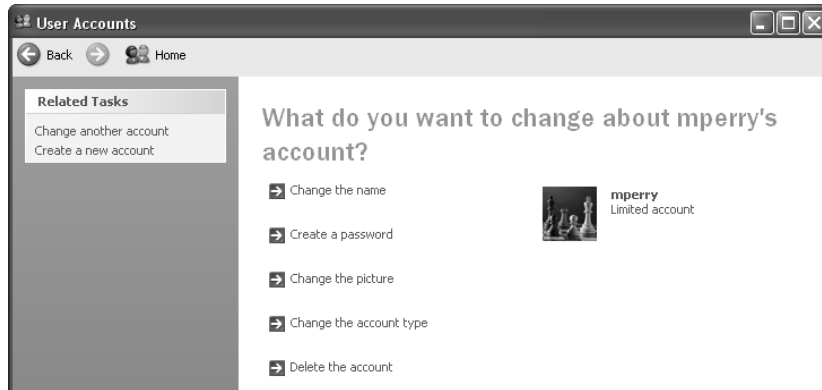 User Accounts
Back Home
Related Tasks
Change another account
Create a new account
What do you want to change about mperry's
account?
Change the name
Create a password
Change the picture
Change the account type
Delete the account
mperry
Limited account